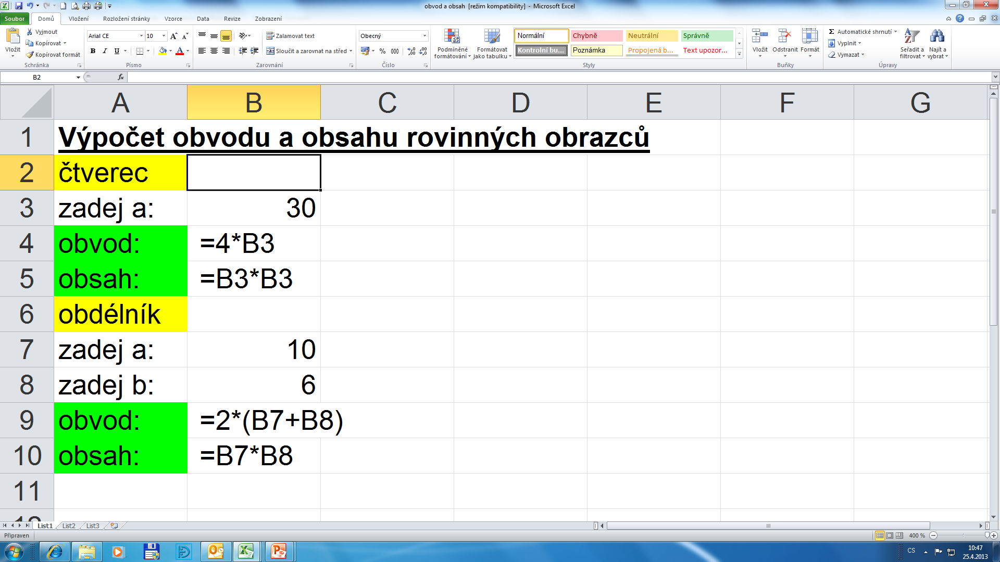 obvod a obsah [režim kompatibility] - Microsoft Excel
Soubor Domů Vložení Rozložení stránky Vzorce Data Revize Zobrazení
Vložit
Vyjmout
Kopírovat
Kopírovat formát
Schránka
Arial CE 10
B I U A
Písmo
Zalamovat text
Sloučit a zarovnat na střed
Zarovnání
Obecný
% 000
Číslo
Podmíněné formátování
Formátovat jako tabulku
Normální Chybně Neutrální Správně
Kontrolní bu... Poznámka Propojená b... Text upozor...
Styly
Vložit Odstranit Formát
Buňky
Σ Automatické shrnutí
Vyplnit
Vymazat
Seřadit a filtrovat
Najít a vybrat
Úpravy
B2 fx
A B C D E F G
1 Výpočet obvodu a obsahu rovinných obrazců
2 čtverec
3 zadej a: 30
4 obvod: =4*B3
5 obsah: =B3*B3
6 obdélník
7 zadej a: 10
8 zadej b: 6
9 obvod: =2*(B7+B8)
10 obsah: =B7*B8
11
12
List1 List2 List3
Připraven 400 %
CS 10:47
25.4.2013